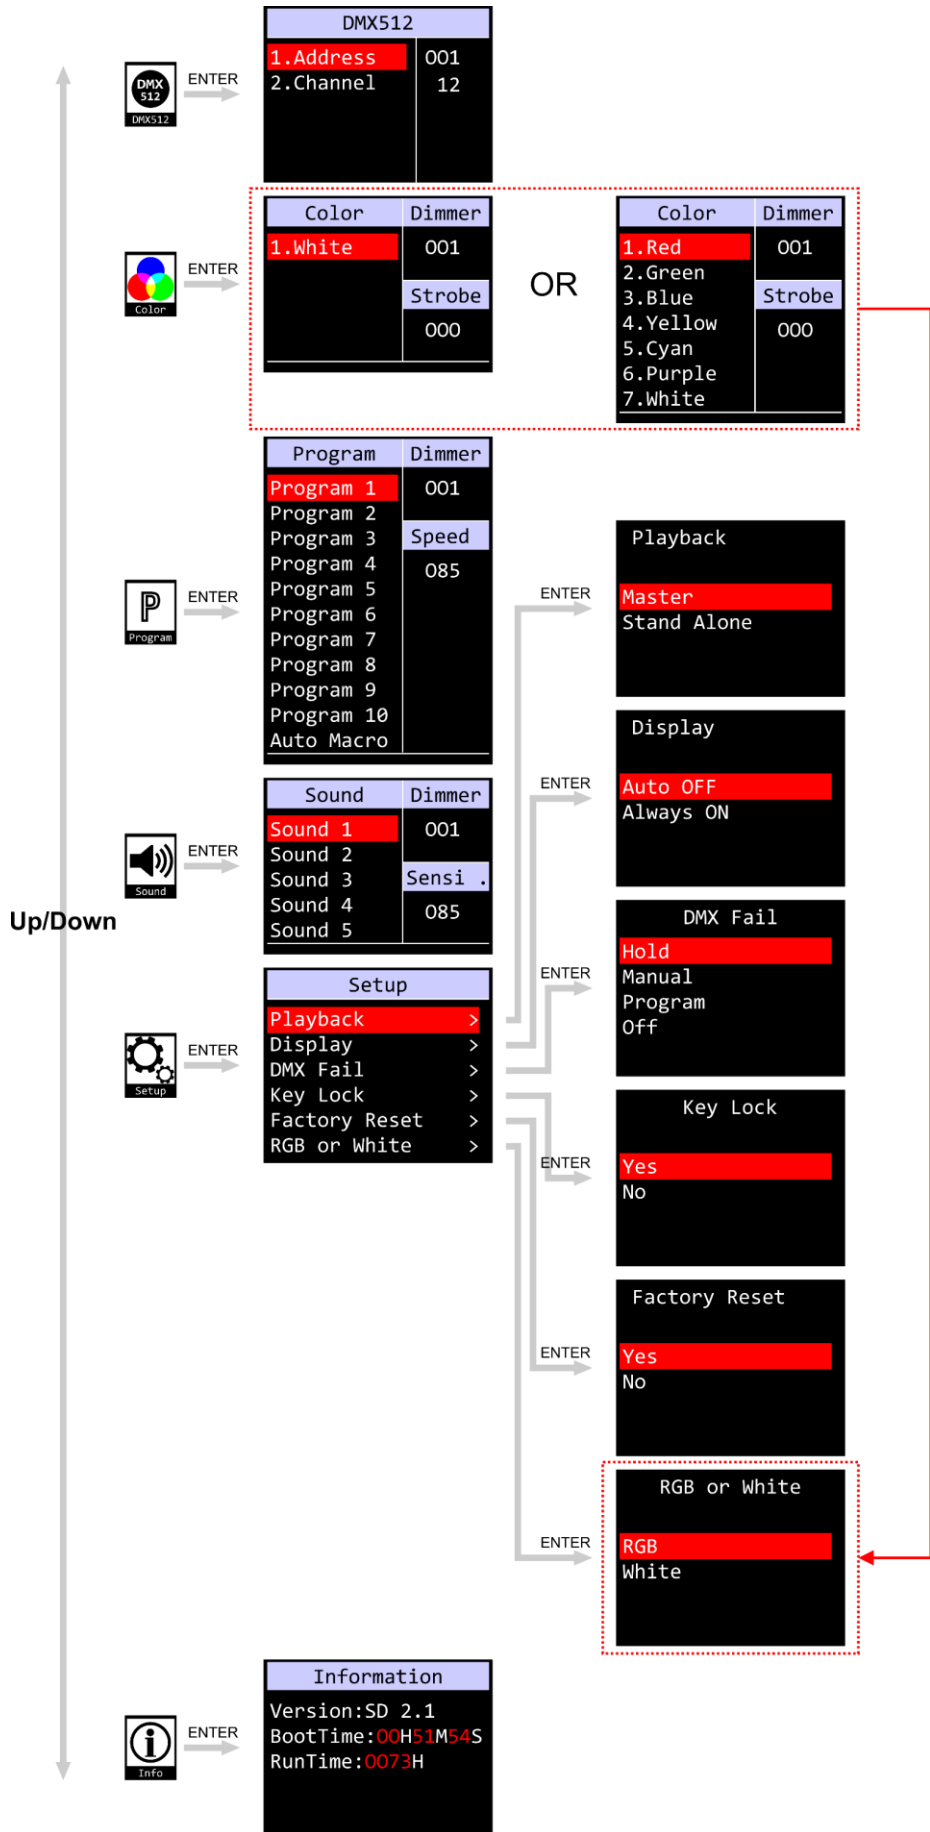 DMX512
1.Address 001
2.Channel 12
DMX
512
DMX512
ENTER
Color Dimmer
1.White 001
Strobe
000
OR
Color Dimmer
1.Red 001
2.Green
3.Blue Strobe
4.Yellow 000
5.Cyan
6.Purple
7.White
Color
ENTER
Program Dimmer
Program 1 001
Program 2
Program 3 Speed
Program 4 085
Program 5
Program 6
Program 7
Program 8
Program 9
Program 10
Auto Macro
P
Program
ENTER
Sound Dimmer
Sound 1 001
Sound 2
Sound 3 Sensi .
Sound 4 085
Sound 5
Sound
ENTER
Up/Down
Setup
Playback >
Display >
DMX Fail >
Key Lock >
Factory Reset >
RGB or White >
Setup
ENTER
ENTER
Playback
Master
Stand Alone
ENTER
Display
Auto OFF
Always ON
ENTER
DMX Fail
Hold
Manual
Program
Off
ENTER
Key Lock
Yes
No
ENTER
Factory Reset
Yes
No
ENTER
RGB or White
RGB
White
Information
Version:SD 2.1
BootTime:00H51M54S
RunTime:0073H
i
Info
ENTER